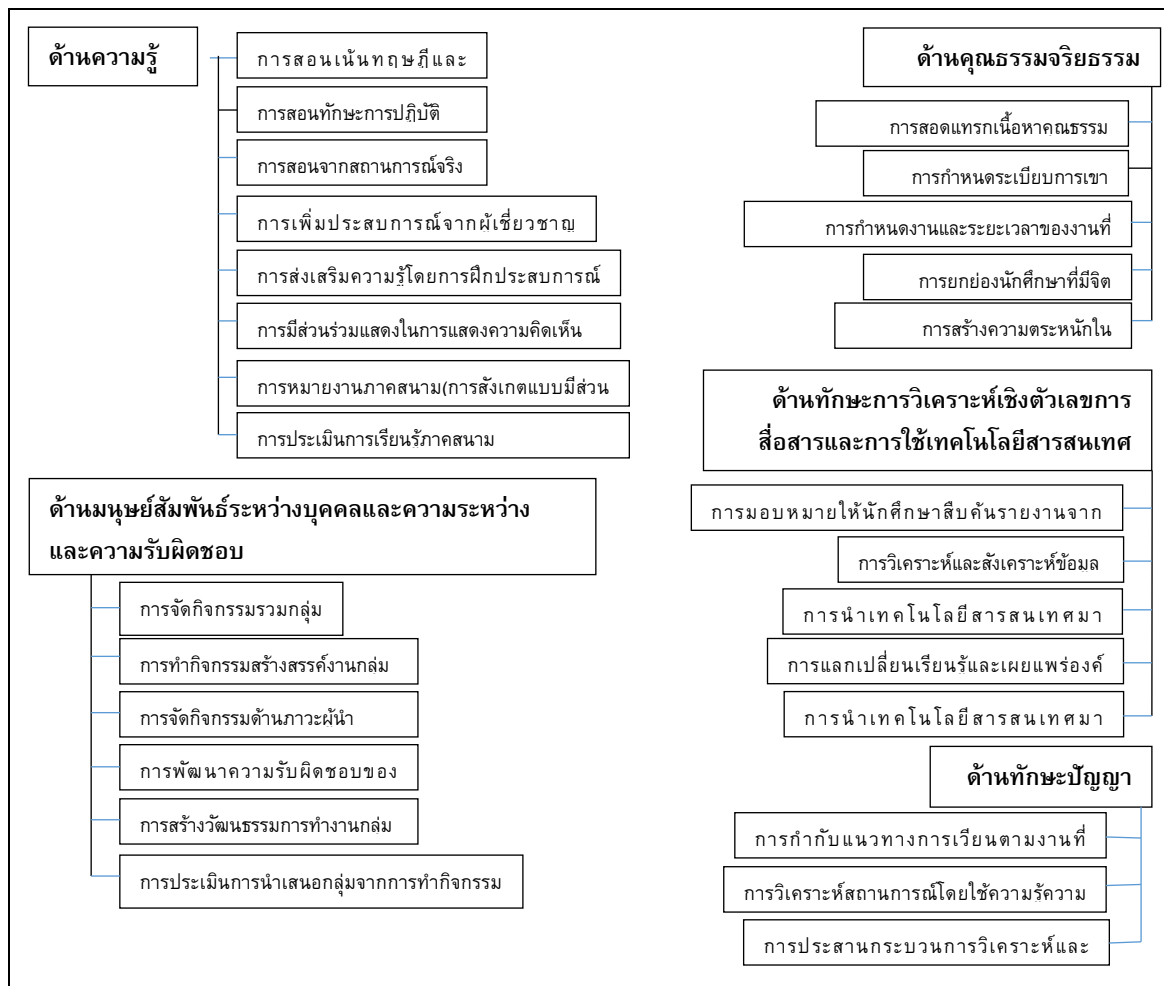 ด้านความรู้
การสอนเน้นทฤษฎีและ
การสอนทักษะการปฏิบัติ
การสอนจากสถานการณ์จริง
การเพิ่มประสบการณ์จากผู้เชี่ยวชาญ
การส่งเสริมความรู้โดยการฝึกประสบการณ์
การมีส่วนร่วมแสดงในการแสดงความคิดเห็น
การหมายงานภาคสนาม(การสังเกตแบบมีส่วน
การประเมินการเรียนรู้ภาคสนาม
ด้านมนุษย์สัมพันธ์ระหว่างบุคคลและความระหว่าง
และความรับผิดชอบ
การจัดกิจกรรมรวมกลุ่ม
การทำกิจกรรมสร้างสรรค์งานกลุ่ม
การจัดกิจกรรมด้านภาวะผู้นำ
การพัฒนาความรับผิดชอบของ
การสร้างวัฒนธรรมการทำงานกลุ่ม
การประเมินการนำเสนอกลุ่มจากการทำกิจกรรม
ด้านคุณธรรมจริยธรรม
การสอดแทรกเนื้อหาคุณธรรม
การกำหนดระเบียบการเขา
การกำหนดงานและระยะเวลาของงานที่
การยกย่องนักศึกษาที่มีจิต
การสร้างความตระหนักใน
ด้านทักษะการวิเคราะห์เชิงตัวเลขการ
สื่อสารและการใช้เทคโนโลยีสารสนเทศ
การมอบหมายให้นักศึกษาสืบค้นรายงานจาก
การวิเคราะห์และสังเคราะห์ข้อมูล
การนำเทคโนโลยีสารสนเทศมา
การแลกเปลี่ยนเรียนรู้และเผยแพร่องค์
การนำเทคโนโลยีสารสนเทศมา
ด้านทักษะปัญญา
การกำกับแนวทางการเวียนตามงานที่
การวิเคราะห์สถานการณ์โดยใช้ความรู้ความ
การประสานกระบวนการวิเคราะห์และ